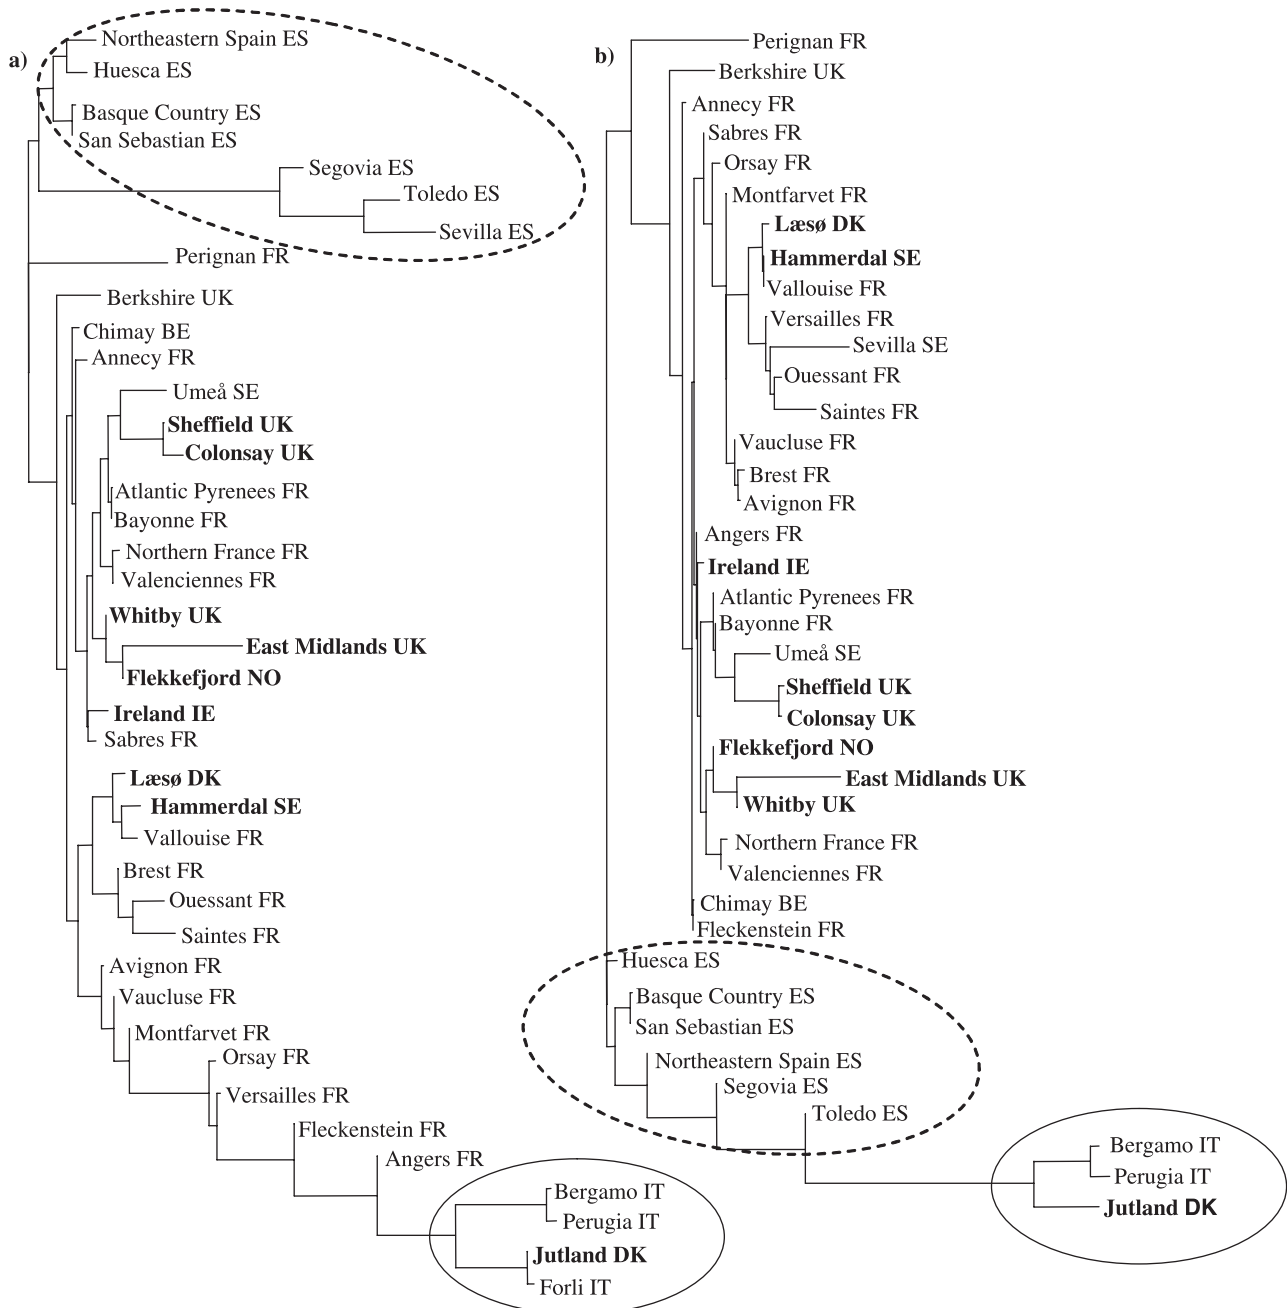 a)
Northeastern Spain ES
Huesca ES
Basque Country ES
San Sebastian ES
Segovia ES
Toledo ES
Sevilla ES
Perignan FR
Berkshire UK
Chimay BE
Annecy FR
Umeå SE
Sheffield UK
Colonsay UK
Atlantic Pyrenees FR
Bayonne FR
Northern France FR
Valenciennes FR
Whitby UK
East Midlands UK
Flekkefjord NO
Ireland IE
Sabres FR
Læsø DK
Hammerdal SE
Vallouise FR
Brest FR
Ouessant FR
Saintes FR
Avignon FR
Vaucluse FR
Montfarvet FR
Orsay FR
Versailles FR
Fleckenstein FR
Angers FR
Bergamo IT
Perugia IT
Jutland DK
Forli IT
b)
Perignan FR
Berkshire UK
Annecy FR
Sabres FR
Orsay FR
Montfarvet FR
Læsø DK
Hammerdal SE
Vallouise FR
Versailles FR
Sevilla SE
Ouessant FR
Saintes FR
Vaucluse FR
Brest FR
Avignon FR
Angers FR
Ireland IE
Atlantic Pyrenees FR
Bayonne FR
Umeå SE
Sheffield UK
Colonsay UK
Flekkefjord NO
East Midlands UK
Whitby UK
Northern France FR
Valenciennes FR
Chimay BE
Fleckenstein FR
Huesca ES
Basque Country ES
San Sebastian ES
Northeastern Spain ES
Segovia ES
Toledo ES
Bergamo IT
Perugia IT
Jutland DK